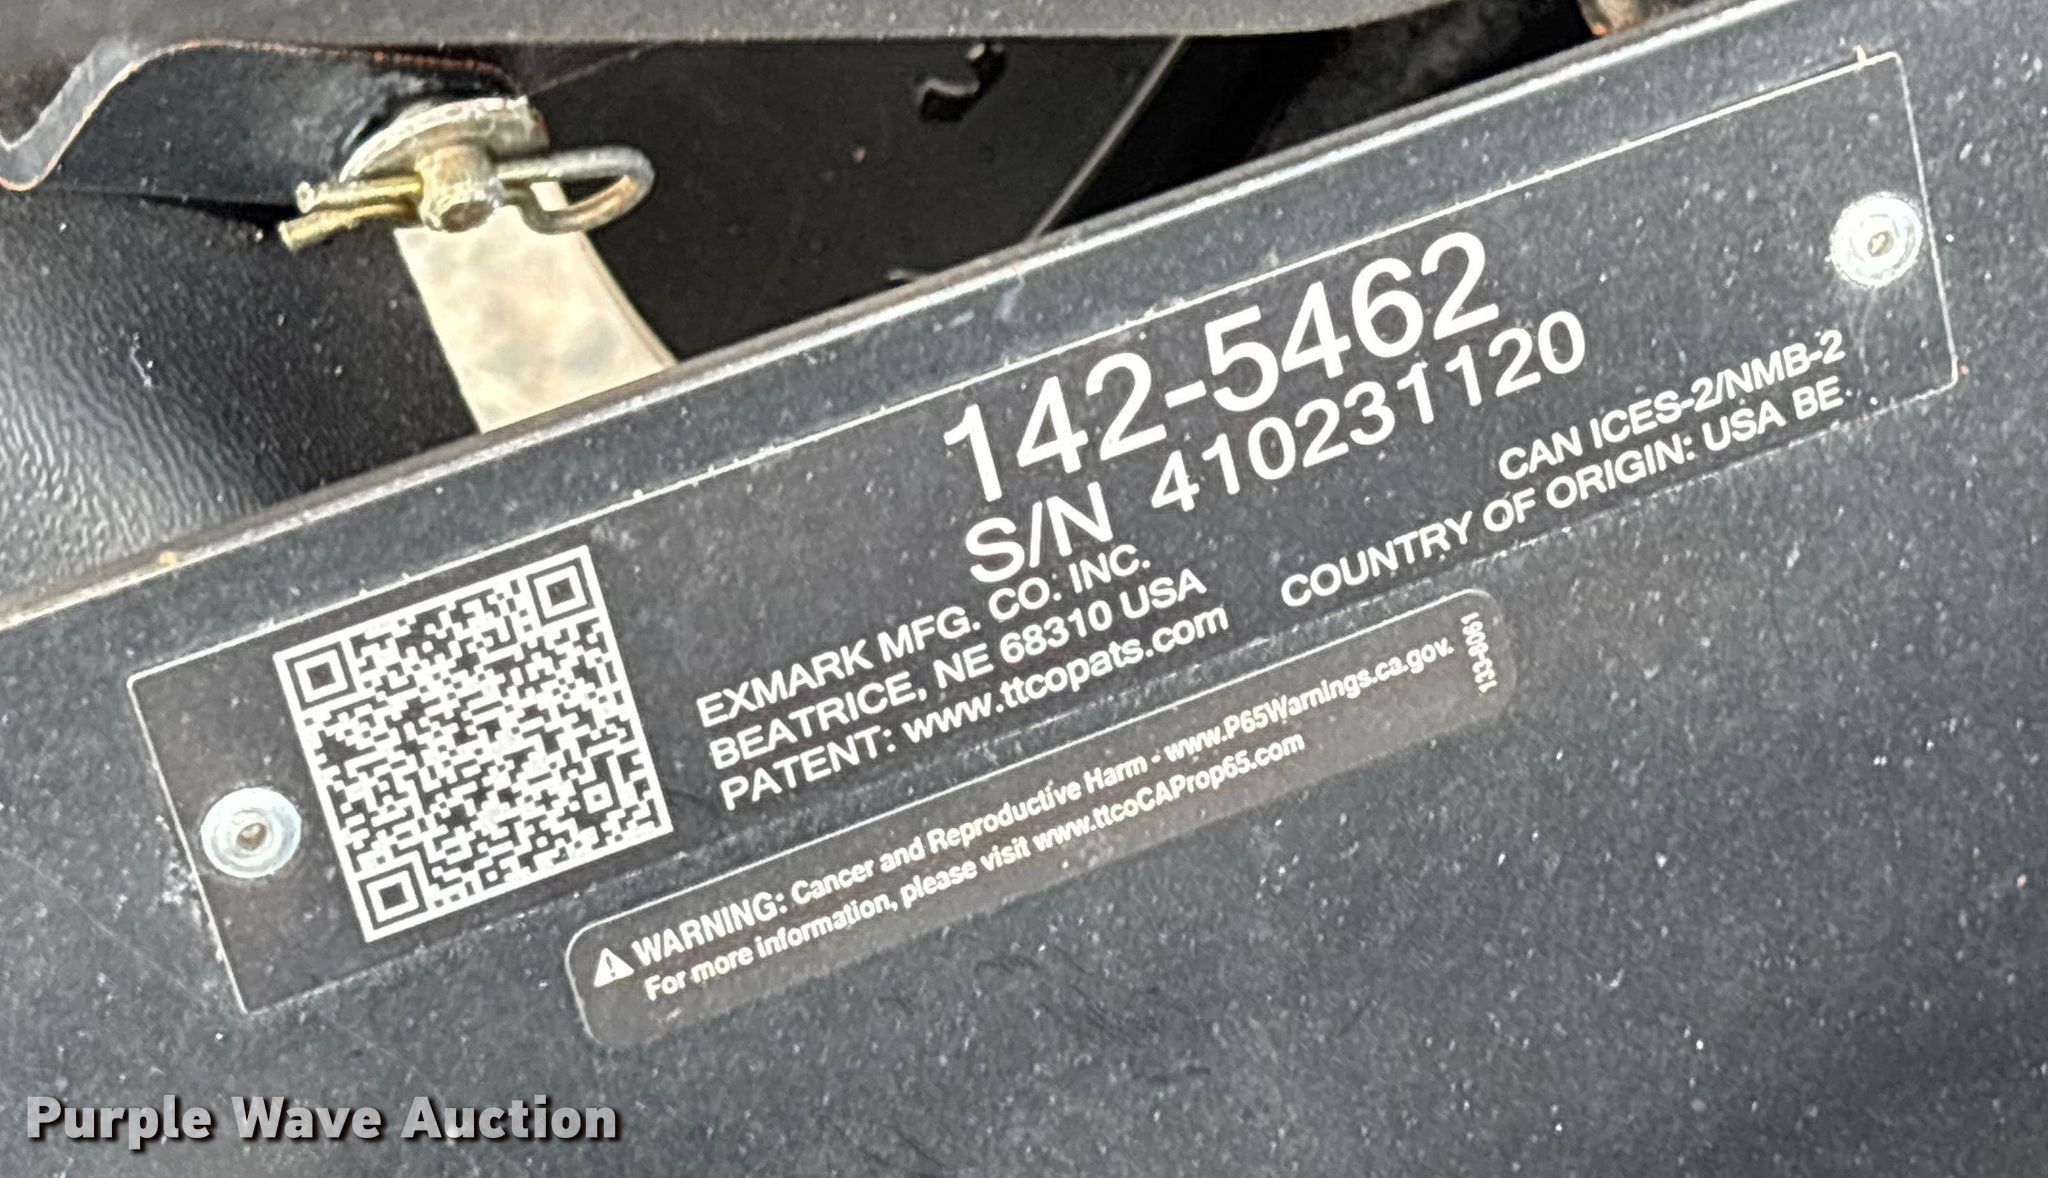 142-5462
S/N 410231120
EXMARK MFG. CO. INC.
BEATRICE, NE 68310 USA
PATENT: www.ttcopats.com
CAN ICES-2/NMB-2
COUNTRY OF ORIGIN: USA BE
WARNING: Cancer and Reproductive Harm - www.P65Warnings.ca.gov.
For more information, please visit www.ttcoCAProp65.com
133-8061
Purple Wave Auction